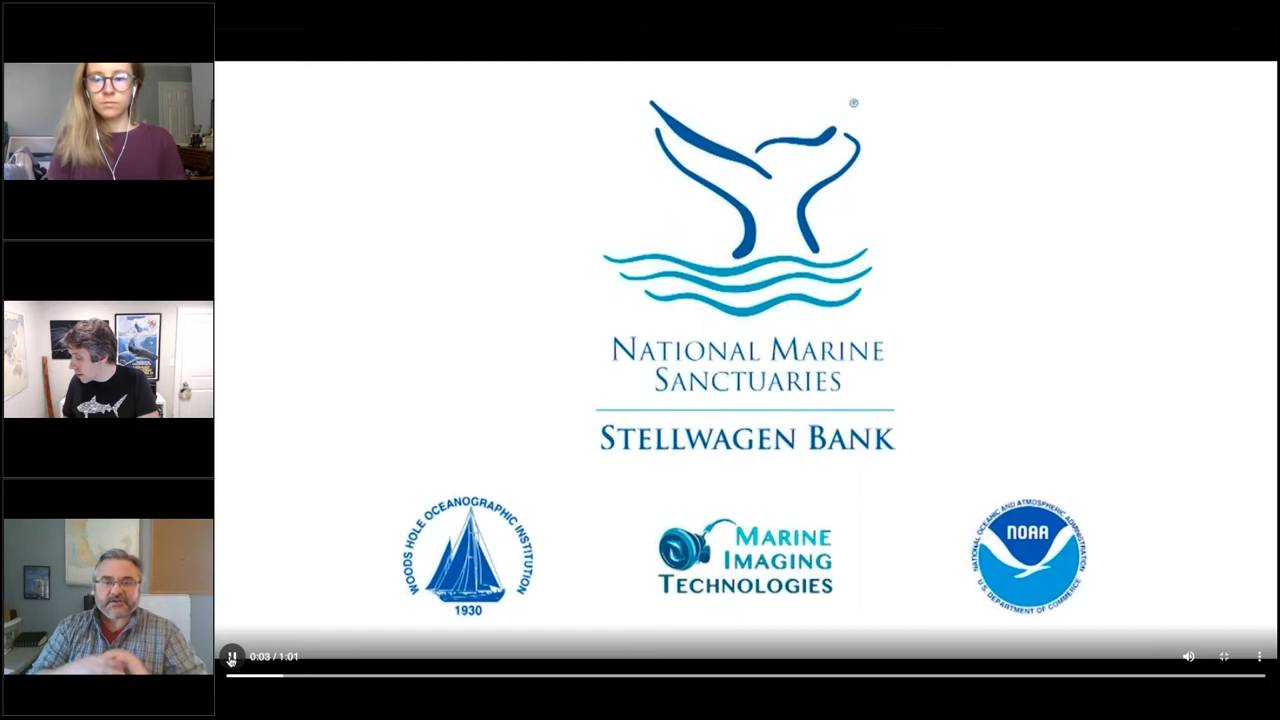 ®
NATIONAL MARINE
SANCTUARIES
STELLWAGEN BANK
WOODS HOLE OCEANOGRAPHIC INSTITUTION
1930
MARINE
IMAGING
TECHNOLOGIES
NATIONAL OCEANIC AND ATMOSPHERIC ADMINISTRATION
NOAA
U.S. DEPARTMENT OF COMMERCE
0:03 / 1:01